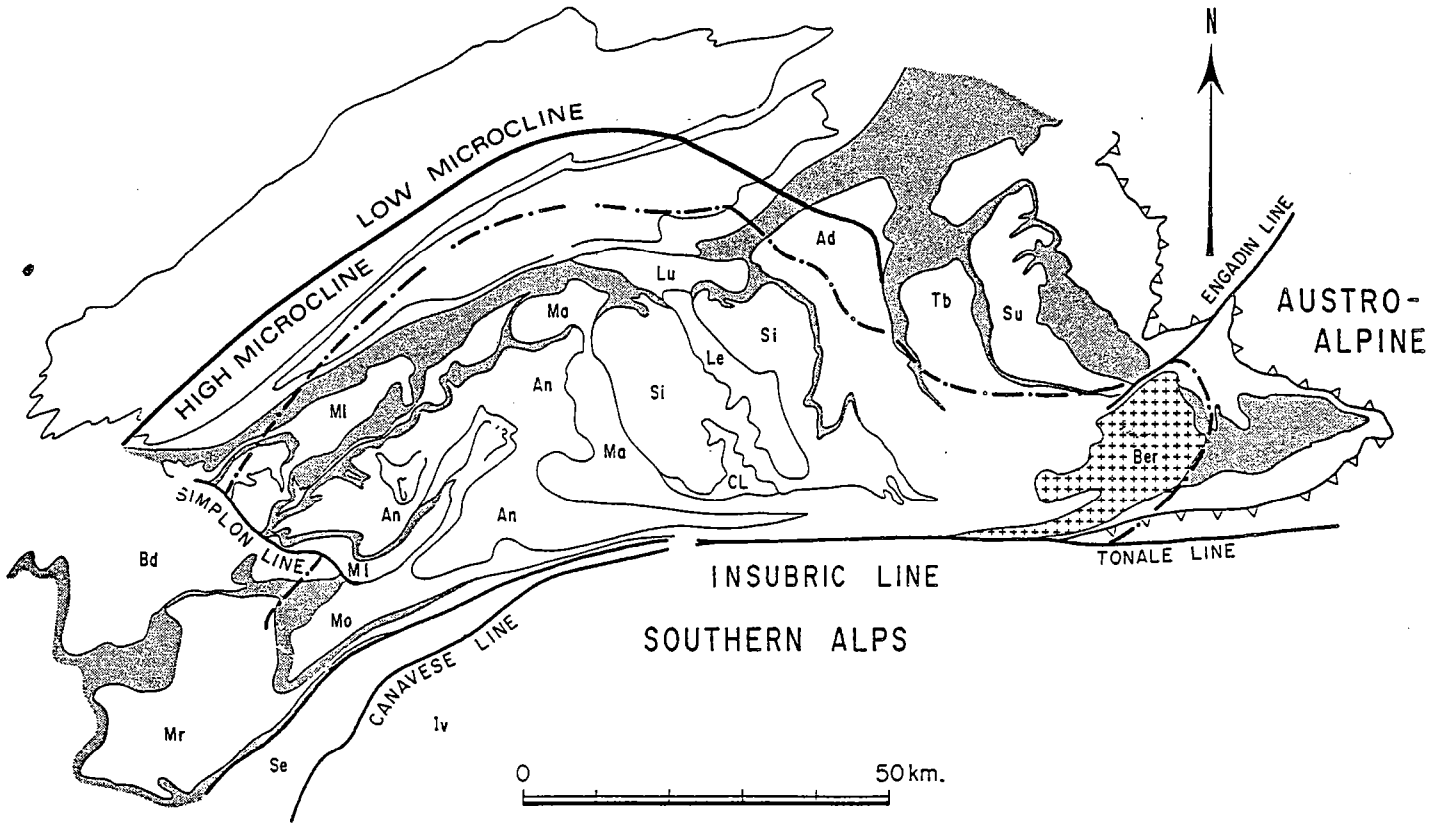 N
LOW MICROCLINE
HIGH MICROCLINE
ENGADIN LINE
AUSTRO-
ALPINE
Ad
Lu
Tb
Su
Ma
Si
Le
An
Si
Ml
Ma
Ber
CL
SIMPLON LINE
An
An
Bd
Ml
TONALE LINE
INSUBRIC LINE
Mo
SOUTHERN ALPS
CANAVESE LINE
Mr
Iv
Se
0
50 km.